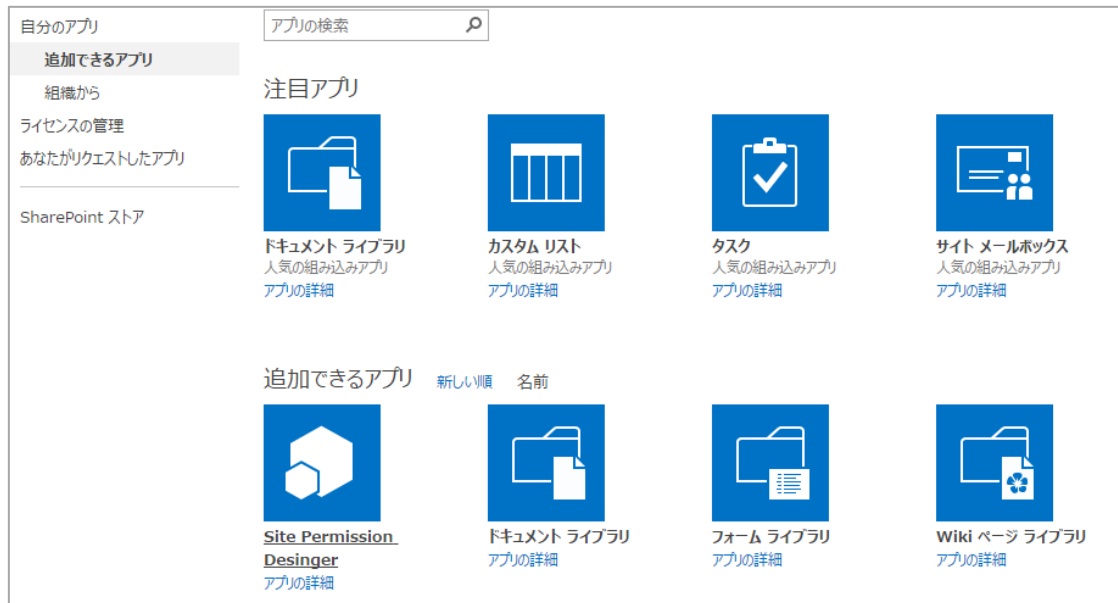 自分のアプリ
追加できるアプリ
組織から
ライセンスの管理
あなたがリクエストしたアプリ
SharePoint ストア
アプリの検索
注目アプリ
ドキュメント ライブラリ
人気の組み込みアプリ
アプリの詳細
カスタム リスト
人気の組み込みアプリ
アプリの詳細
タスク
人気の組み込みアプリ
アプリの詳細
サイト メールボックス
人気の組み込みアプリ
アプリの詳細
追加できるアプリ 新しい順 名前
Site Permission
Desinger
アプリの詳細
ドキュメント ライブラリ
アプリの詳細
フォーム ライブラリ
アプリの詳細
Wiki ページ ライブラリ
アプリの詳細